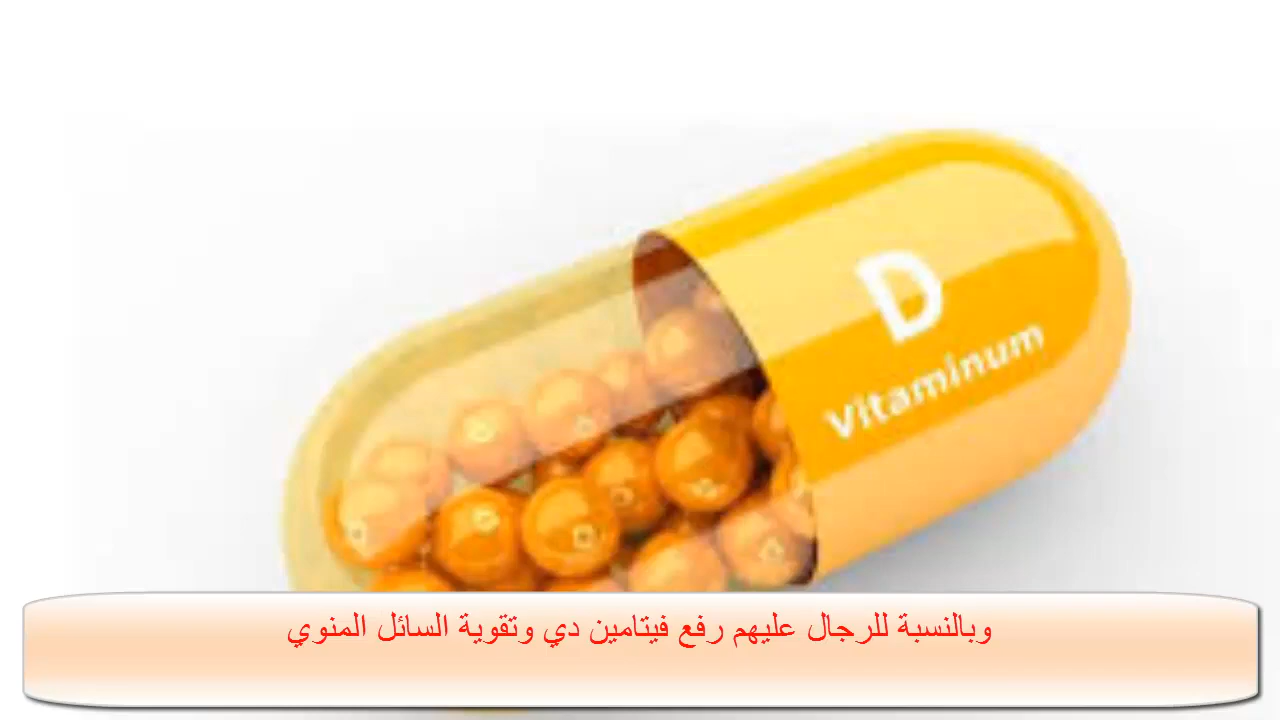 D
Vitaminum
وبالنسبة للرجال عليهم رفع فيتامين دي وتقوية السائل المنوي